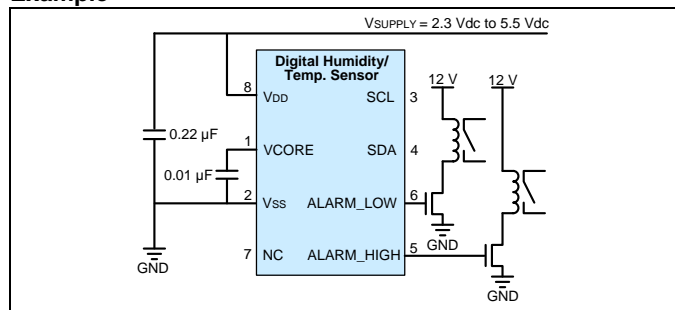 VSUPPLY = 2.3 Vdc to 5.5 Vdc
Digital Humidity/
Temp. Sensor
12 V
12 V
8 VDD
SCL 3
0.22 µF
1 VCORE
SDA 4
0.01 µF
2 VSS
ALARM_LOW 6
GND
7 NC
ALARM_HIGH 5
GND
GND